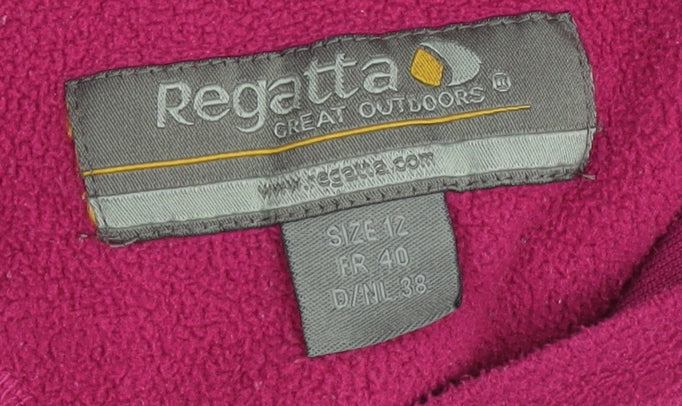 Regatta
GREAT OUTDOORS
www.regatta.com
SIZE 12
FR 40
D/NL 38